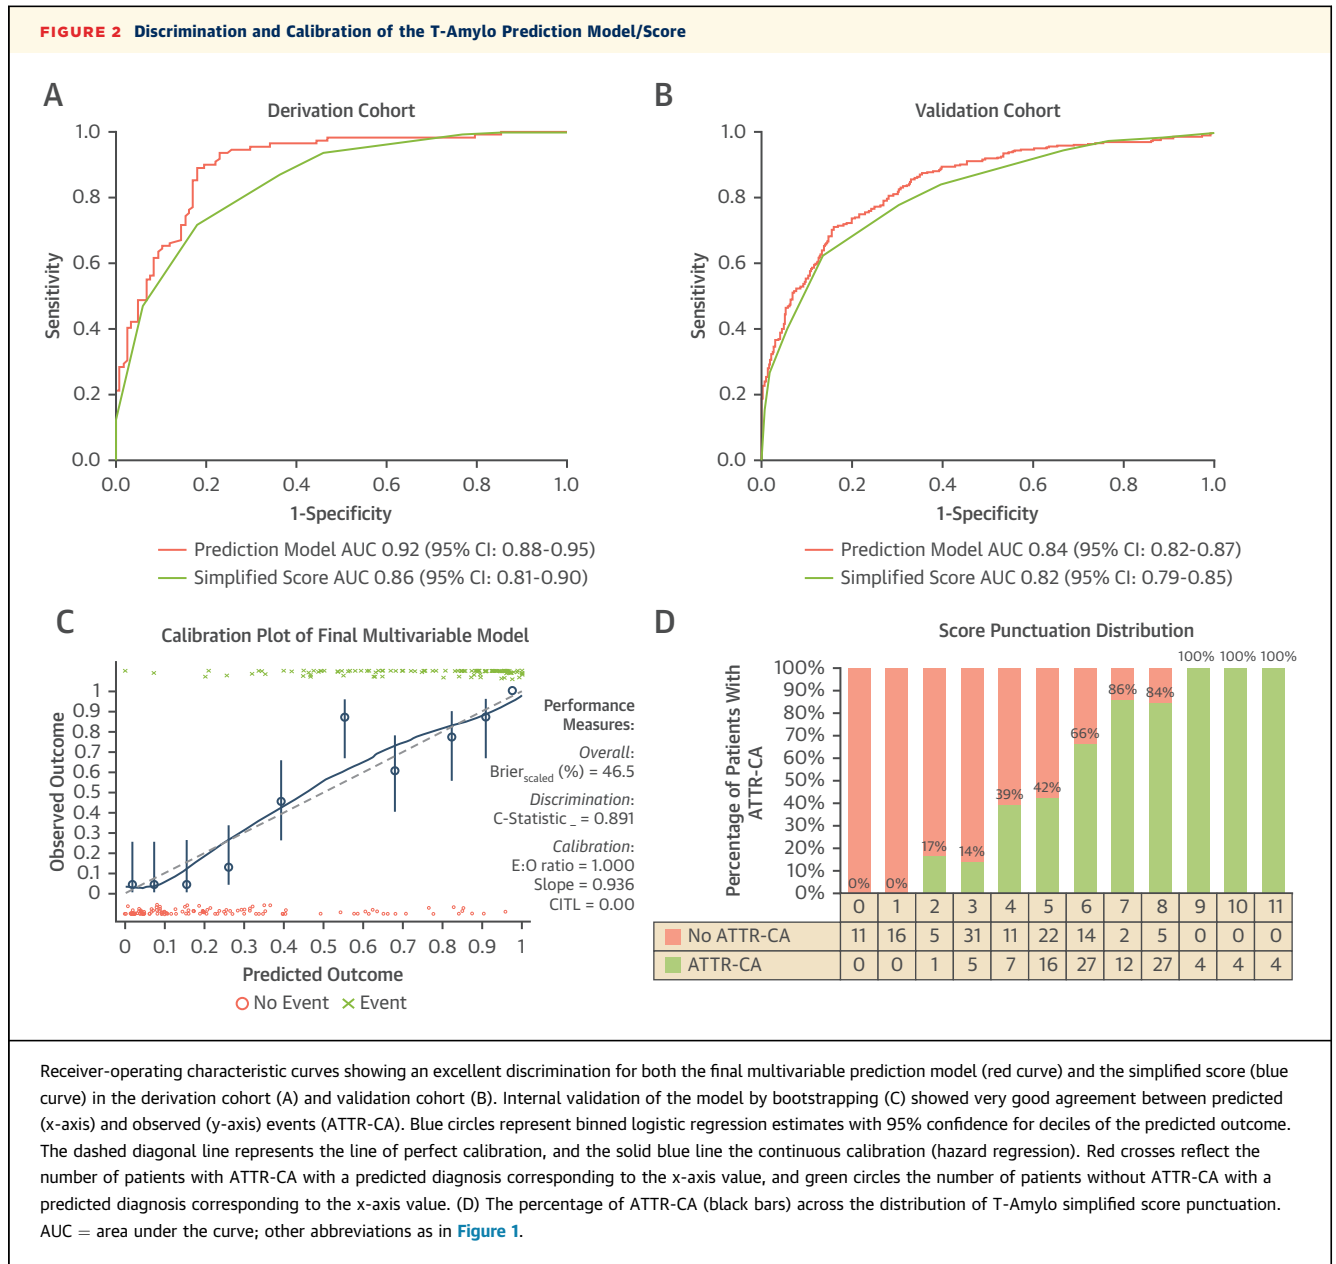 FIGURE 2 Discrimination and Calibration of the T-Amylo Prediction Model/Score
A
Derivation Cohort
Sensitivity
1.0
0.8
0.6
0.4
0.2
0.0
0.0 0.2 0.4 0.6 0.8 1.0
1-Specificity
Prediction Model AUC 0.92 (95% CI: 0.88-0.95)
Simplified Score AUC 0.86 (95% CI: 0.81-0.90)
B
Validation Cohort
Sensitivity
1.0
0.8
0.6
0.4
0.2
0.0
0.0 0.2 0.4 0.6 0.8 1.0
1-Specificity
Prediction Model AUC 0.84 (95% CI: 0.82-0.87)
Simplified Score AUC 0.82 (95% CI: 0.79-0.85)
C
Calibration Plot of Final Multivariable Model
Observed Outcome
1
0.9
0.8
0.7
0.6
0.5
0.4
0.3
0.2
0.1
0
0 0.1 0.2 0.3 0.4 0.5 0.6 0.7 0.8 0.9 1
Predicted Outcome
No Event Event
Performance
Measures:
Overall:
Brierscaled (%) = 46.5
Discrimination:
C-Statistic _ = 0.891
Calibration:
E:O ratio = 1.000
Slope = 0.936
CITL = 0.00
D
Score Punctuation Distribution
Percentage of Patients With
ATTR-CA
100%
90%
80%
70%
60%
50%
40%
30%
20%
10%
0%
0% 0% 17% 14% 39% 42% 66% 86% 84% 100% 100% 100%
0 1 2 3 4 5 6 7 8 9 10 11
No ATTR-CA 11 16 5 31 11 22 14 2 5 0 0 0
ATTR-CA 0 0 1 5 7 16 27 12 27 4 4 4
Receiver-operating characteristic curves showing an excellent discrimination for both the final multivariable prediction model (red curve) and the simplified score (blue
curve) in the derivation cohort (A) and validation cohort (B). Internal validation of the model by bootstrapping (C) showed very good agreement between predicted
(x-axis) and observed (y-axis) events (ATTR-CA). Blue circles represent binned logistic regression estimates with 95% confidence for deciles of the predicted outcome.
The dashed diagonal line represents the line of perfect calibration, and the solid blue line the continuous calibration (hazard regression). Red crosses reflect the
number of patients with ATTR-CA with a predicted diagnosis corresponding to the x-axis value, and green circles the number of patients without ATTR-CA with a
predicted diagnosis corresponding to the x-axis value. (D) The percentage of ATTR-CA (black bars) across the distribution of T-Amylo simplified score punctuation.
AUC = area under the curve; other abbreviations as in Figure 1.